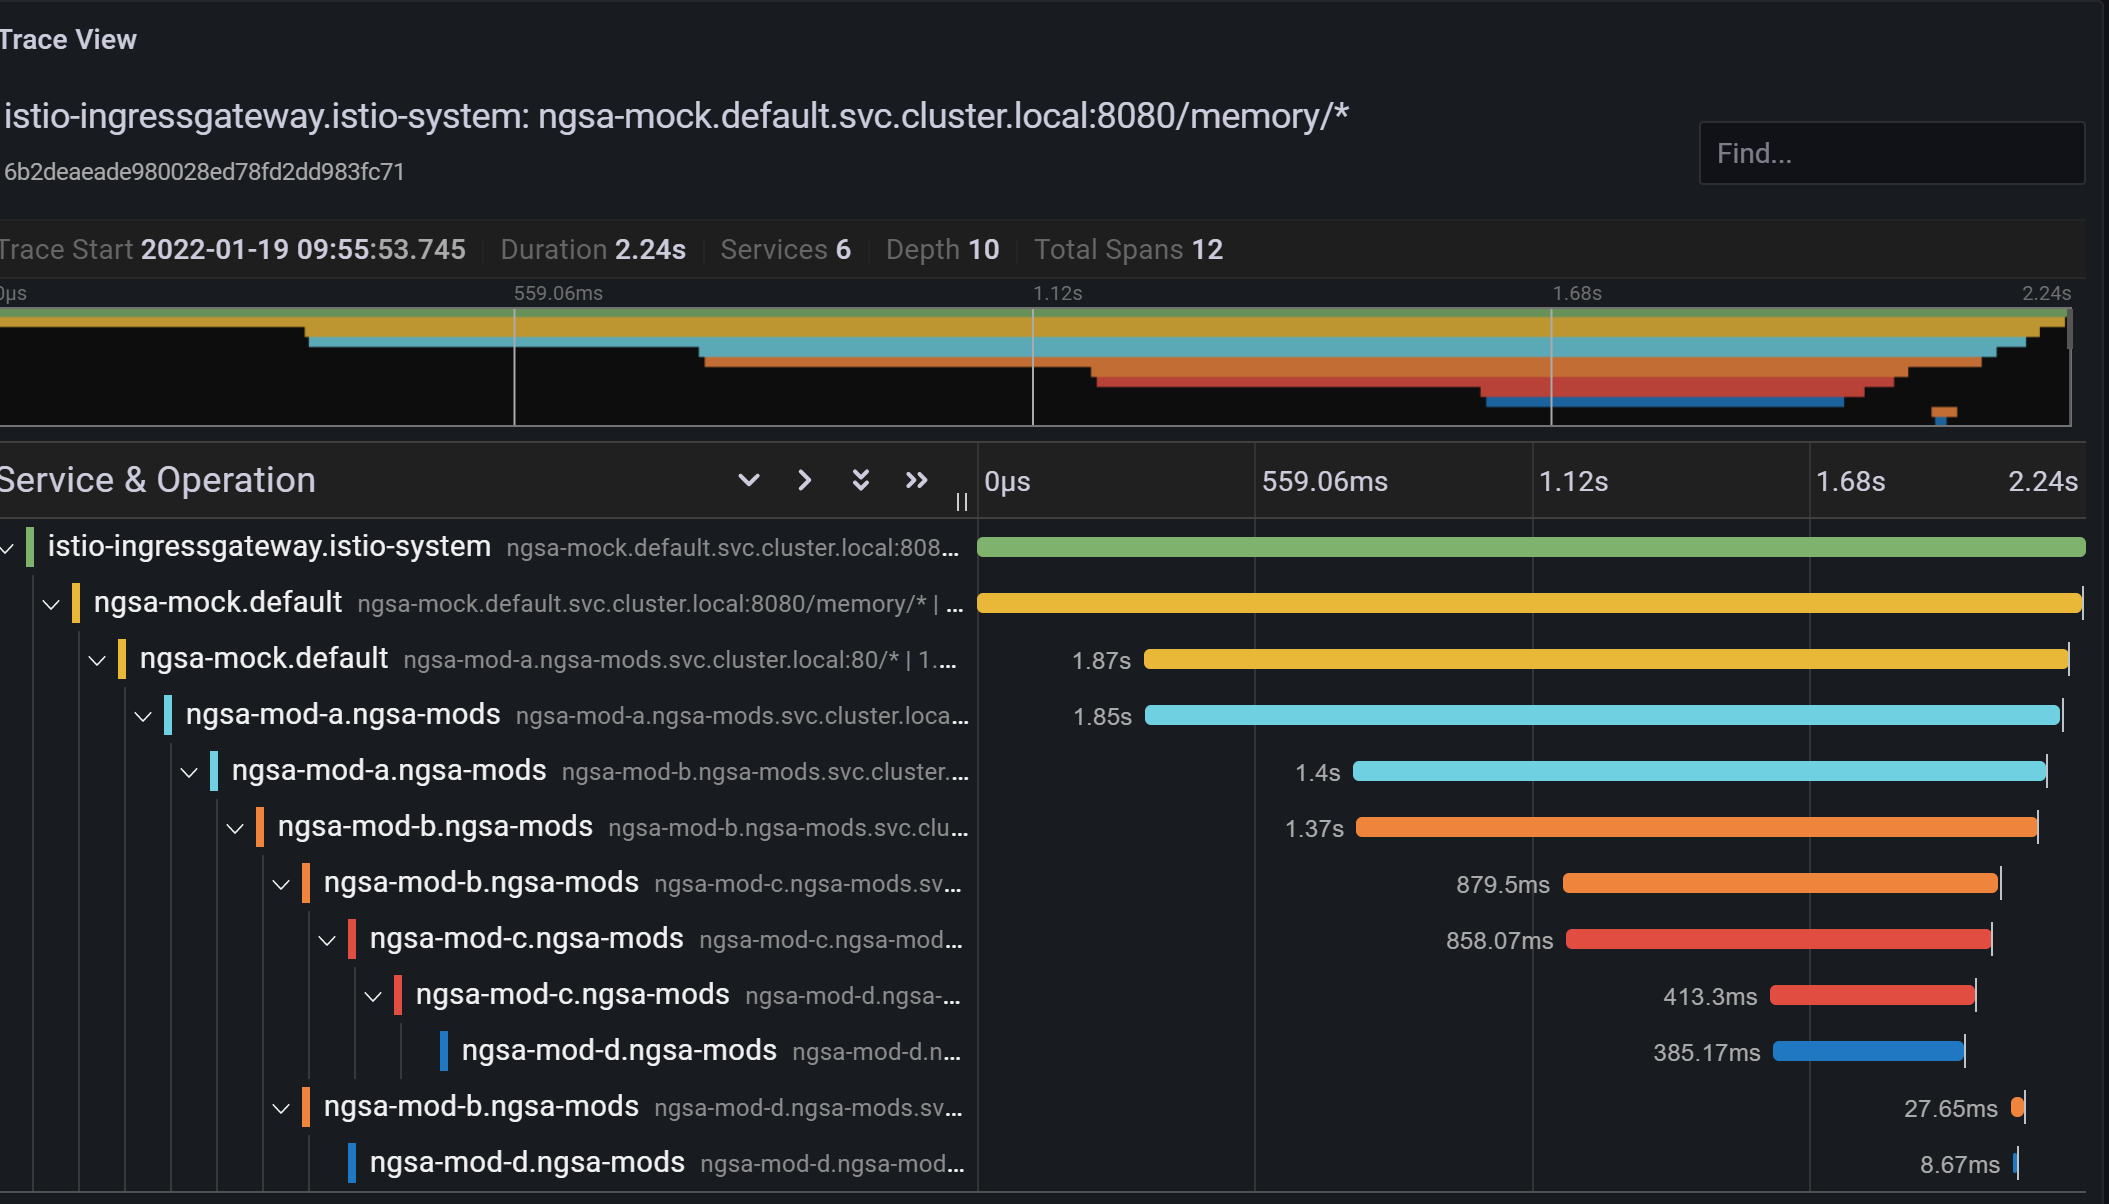 Trace View
istio-ingressgateway.istio-system: ngsa-mock.default.svc.cluster.local:8080/memory/*
6b2deaeade980028ed78fd2dd983fc71
Find...
Trace Start 2022-01-19 09:55:53.745 Duration 2.24s Services 6 Depth 10 Total Spans 12
0μs 559.06ms 1.12s 1.68s 2.24s
Service & Operation 0μs 559.06ms 1.12s 1.68s 2.24s
istio-ingressgateway.istio-system ngsa-mock.default.svc.cluster.local:808...
ngsa-mock.default ngsa-mock.default.svc.cluster.local:8080/memory/* | ...
ngsa-mock.default ngsa-mod-a.ngsa-mods.svc.cluster.local:80/* | 1.... 1.87s
ngsa-mod-a.ngsa-mods ngsa-mod-a.ngsa-mods.svc.cluster.loca... 1.85s
ngsa-mod-a.ngsa-mods ngsa-mod-b.ngsa-mods.svc.cluster.... 1.4s
ngsa-mod-b.ngsa-mods ngsa-mod-b.ngsa-mods.svc.clu... 1.37s
ngsa-mod-b.ngsa-mods ngsa-mod-c.ngsa-mods.sv... 879.5ms
ngsa-mod-c.ngsa-mods ngsa-mod-c.ngsa-mod... 858.07ms
ngsa-mod-c.ngsa-mods ngsa-mod-d.ngsa-... 413.3ms
ngsa-mod-d.ngsa-mods ngsa-mod-d.n... 385.17ms
ngsa-mod-b.ngsa-mods ngsa-mod-d.ngsa-mods.sv... 27.65ms
ngsa-mod-d.ngsa-mods ngsa-mod-d.ngsa-mod... 8.67ms